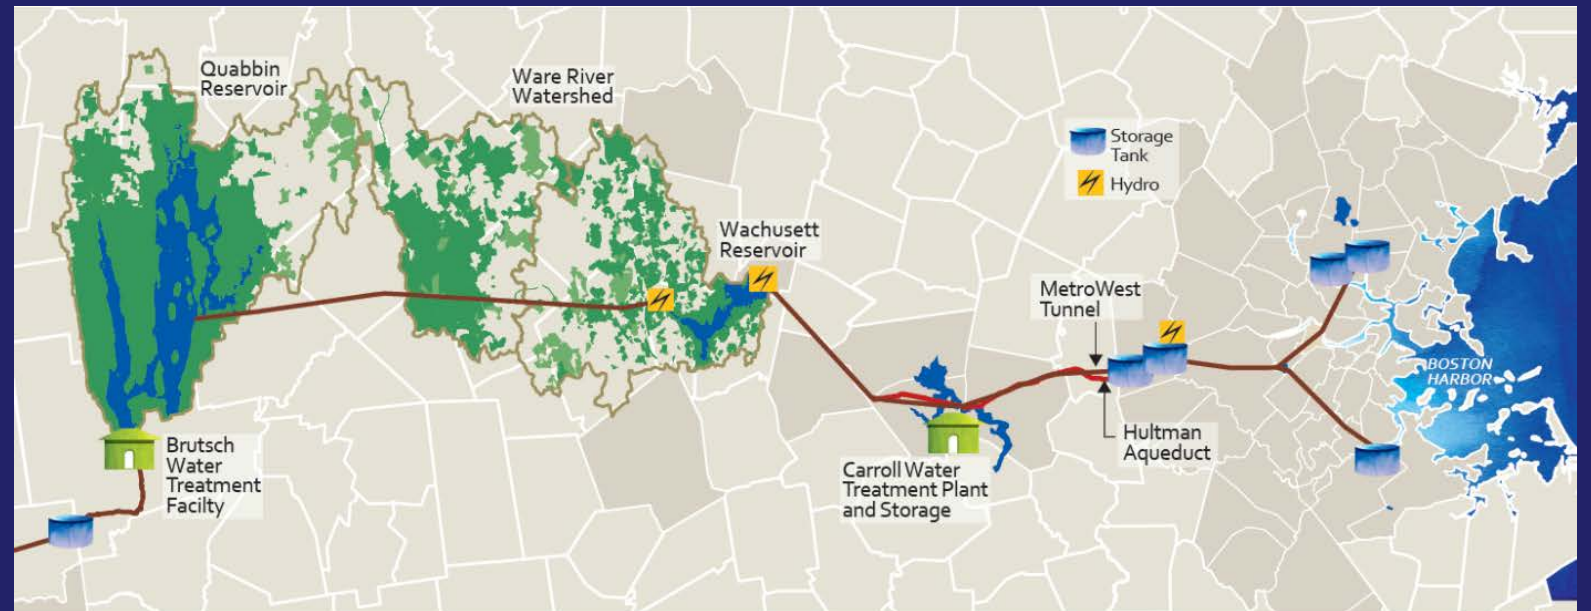 Quabbin
Reservoir
Ware River
Watershed
Storage
Tank
Hydro
Wachusett
Reservoir
MetroWest
Tunnel
BOSTON
HARBOR
Brutsch
Water
Treatment
Facilty
Carroll Water
Treatment Plant
and Storage
Hultman
Aqueduct